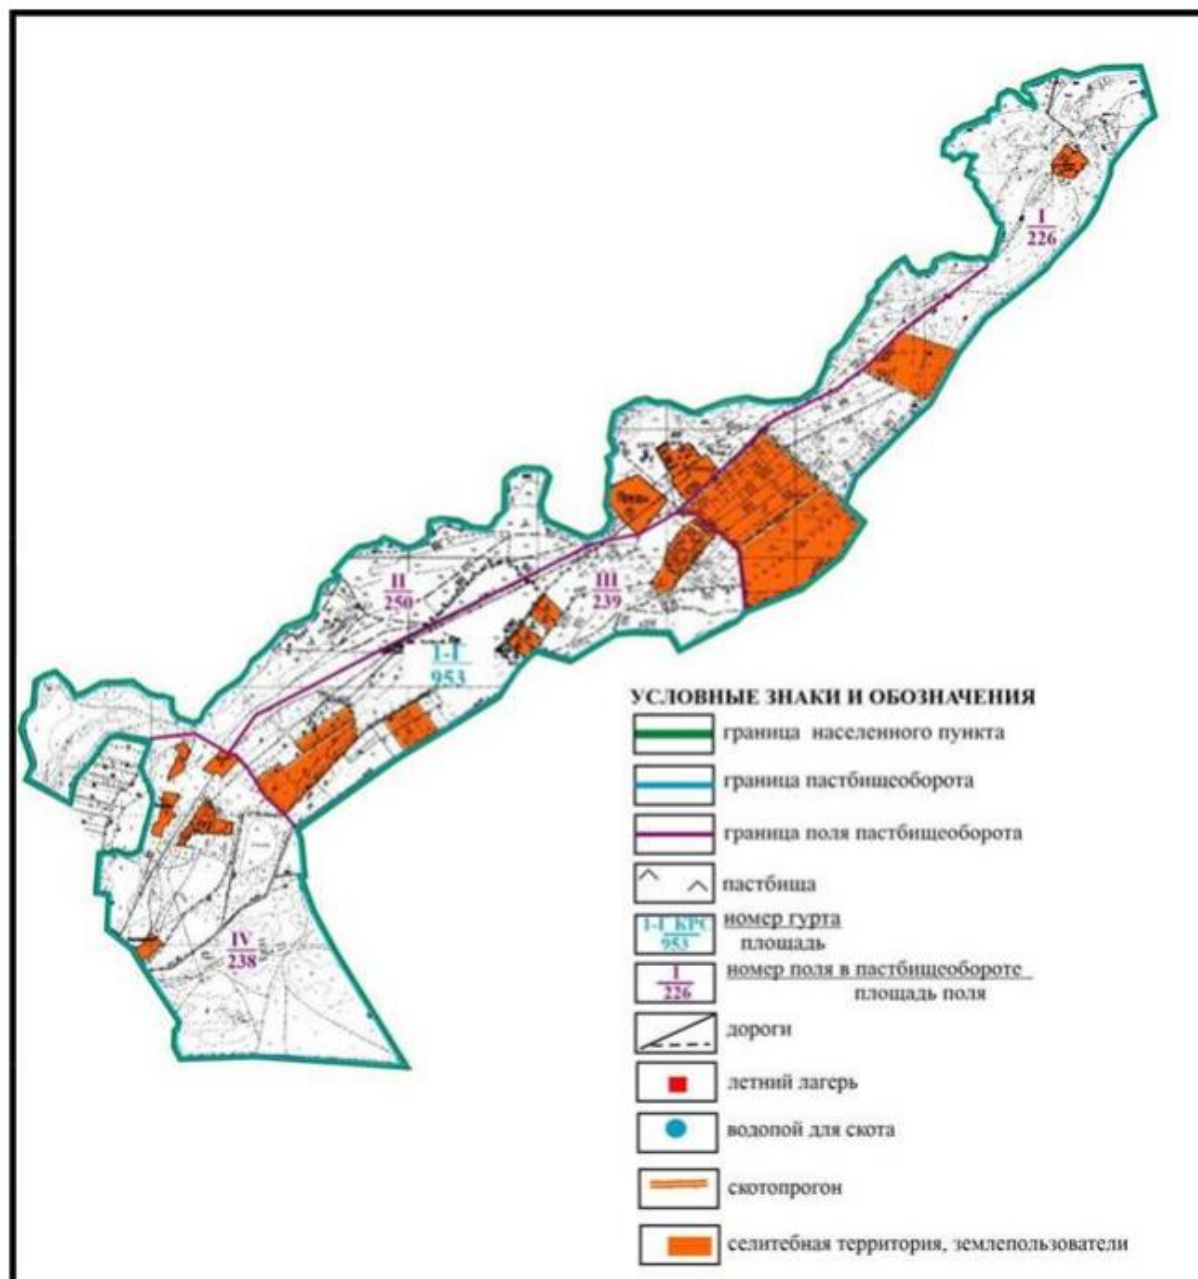 I
226
II
250
III
239
1-Г
953
IV
238
УСЛОВНЫЕ ЗНАКИ И ОБОЗНАЧЕНИЯ
граница населенного пункта
граница пастбищеоборота
граница поля пастбищеоборота
пастбища
1-Г КРС номер гурта
953 площадь
I номер поля в пастбищеобороте
226 площадь поля
дороги
летний лагерь
водопой для скота
скотопрогон
селитебная территория, землепользователи